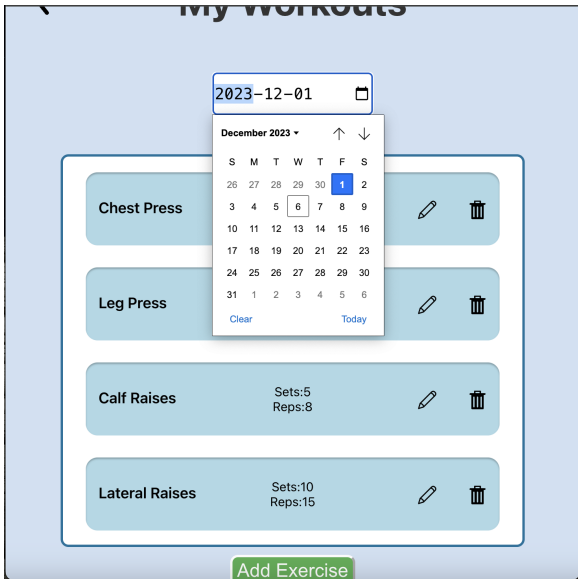 My Workouts
2023-12-01
December 2023
S M T W T F S
26 27 28 29 30 1 2
3 4 5 6 7 8 9
10 11 12 13 14 15 16
17 18 19 20 21 22 23
24 25 26 27 28 29 30
31 1 2 3 4 5 6
Clear Today
Chest Press
Leg Press
Calf Raises
Sets:5
Reps:8
Lateral Raises
Sets:10
Reps:15
Add Exercise